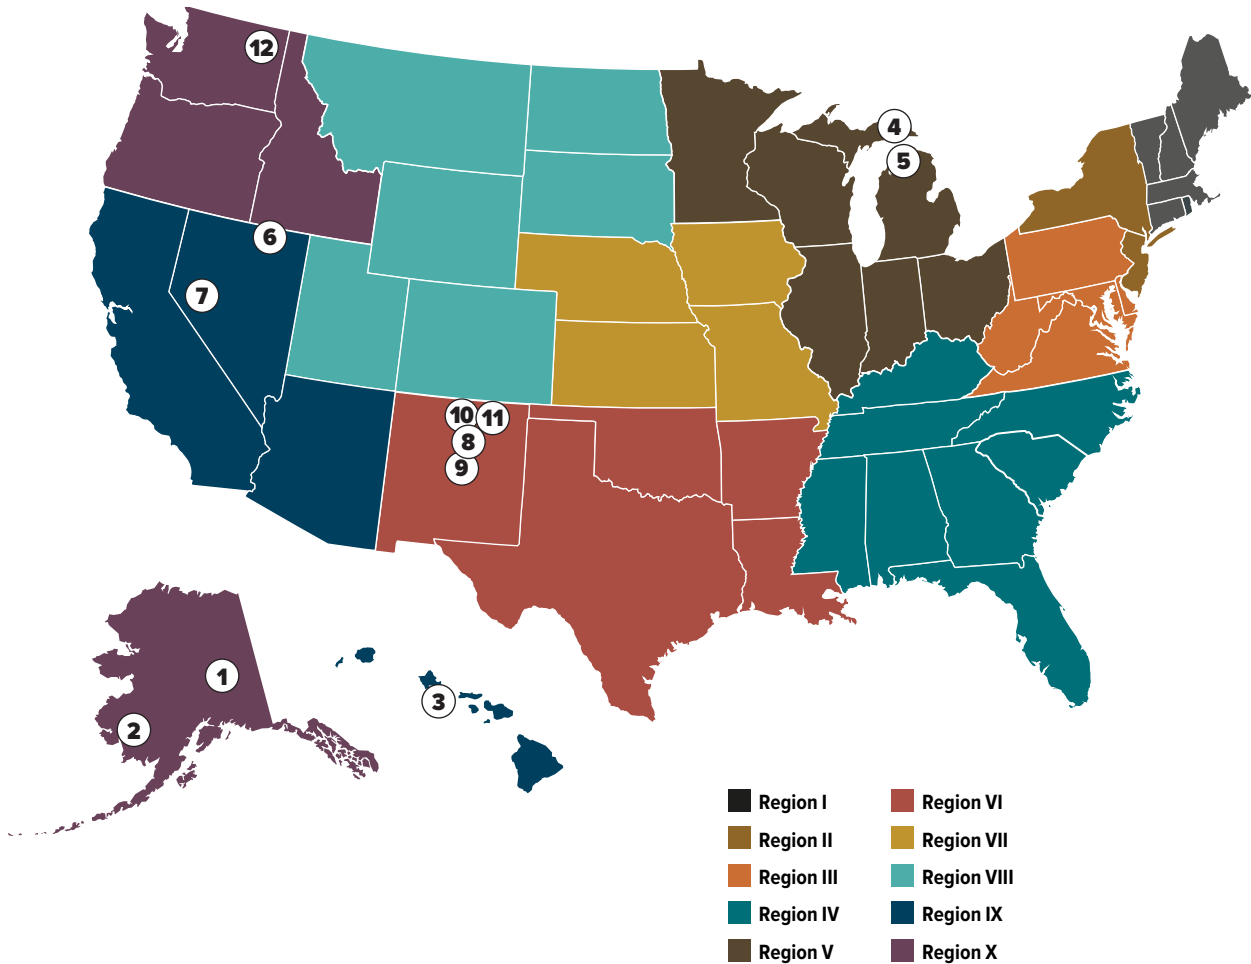 12
4
5
6
7
10
11
8
9
1
3
2
Region I
Region II
Region III
Region IV
Region V
Region VI
Region VII
Region VIII
Region IX
Region X